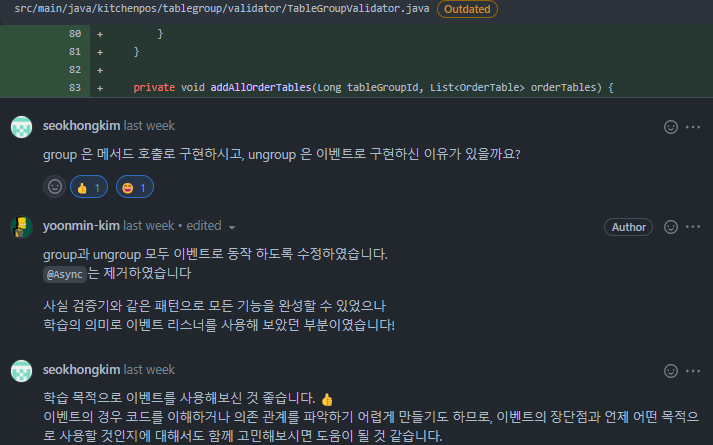 src/main/java/kitchenpos/tablegroup/validator/TableGroupValidator.java Outdated
80 + }
81 + }
82 +
83 + private void addAllOrderTables(Long tableGroupId, List<OrderTable> orderTables) {
seokhongkim last week
group 은 메서드 호출로 구현하시고, ungroup 은 이벤트로 구현하신 이유가 있을까요?
👍 1 😄 1
yoonmin-kim last week • edited Author
group과 ungroup 모두 이벤트로 동작 하도록 수정하였습니다.
@Async는 제거하였습니다
사실 검증기와 같은 패턴으로 모든 기능을 완성할 수 있었으나
학습의 의미로 이벤트 리스너를 사용해 보았던 부분이였습니다!
seokhongkim last week
학습 목적으로 이벤트를 사용해보신 것 좋습니다. 👍
이벤트의 경우 코드를 이해하거나 의존 관계를 파악하기 어렵게 만들기도 하므로, 이벤트의 장단점과 언제 어떤 목적으
로 사용할 것인지에 대해서도 함께 고민해보시면 도움이 될 것 같습니다.